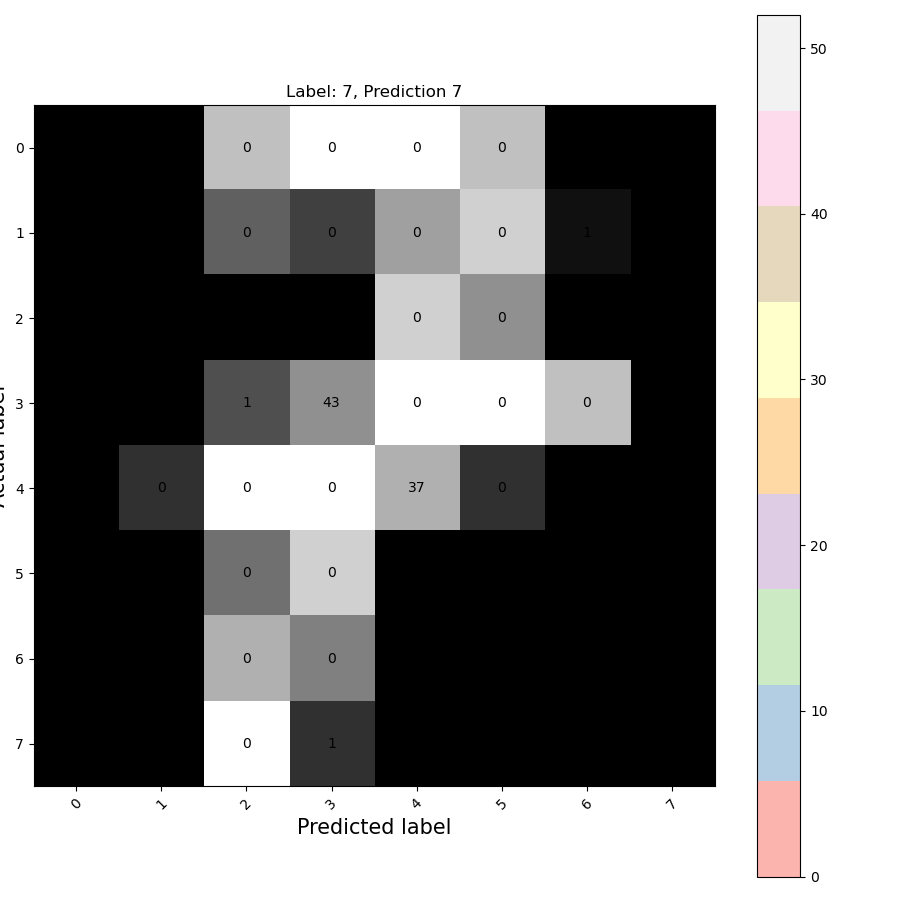 Label: 7, Prediction 7
0 0 0 0 0
1 0 0 0 0 1
2 0 0
3 1 43 0 0 0
4 0 0 0 37 0
5 0 0
6 0 0
7 0 1
0 1 2 3 4 5 6 7
Predicted label
Actual label
50
40
30
20
10
0